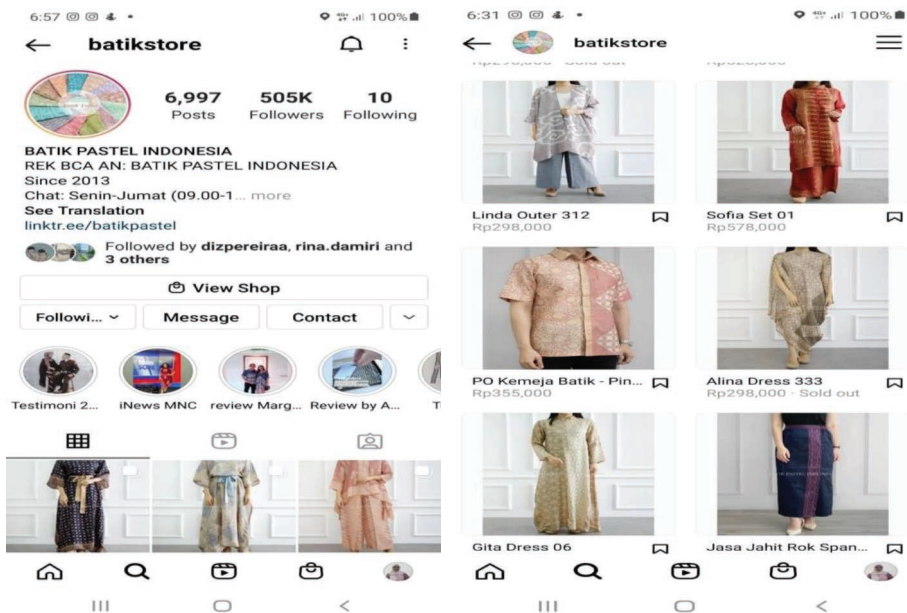 6:57
100%
batikstore
6,997
505K
10
Posts
Followers
Following
BATIK PASTEL INDONESIA
REK BCA AN: BATIK PASTEL INDONESIA
Since 2013
Chat: Senin-Jumat (09.00-1... more
See Translation
linktr.ee/batikpastel
Followed by dizpereiraa, rina.damiri and
3 others
View Shop
Followi...
Message
Contact
Testimoni 2...
iNews MNC
review Marg...
Review by A...
6:31
100%
batikstore
Linda Outer 312
Rp298,000
Sofia Set 01
Rp578,000
PO Kemeja Batik - Pin...
Rp355,000
Alina Dress 333
Rp298,000 · Sold out
Gita Dress 06
Jasa Jahit Rok Span...